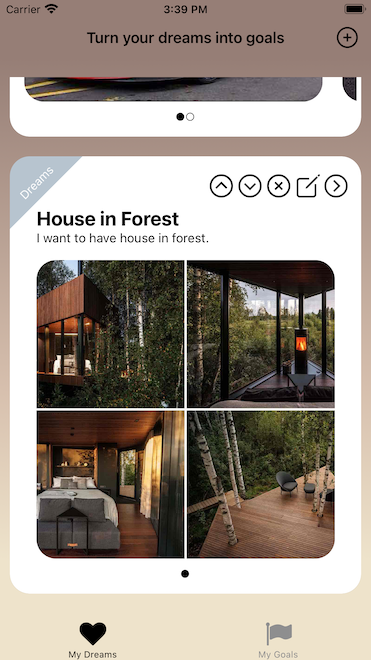 Carrier
3:39 PM
Turn your dreams into goals
Dreams
House in Forest
I want to have house in forest.
My Dreams
My Goals